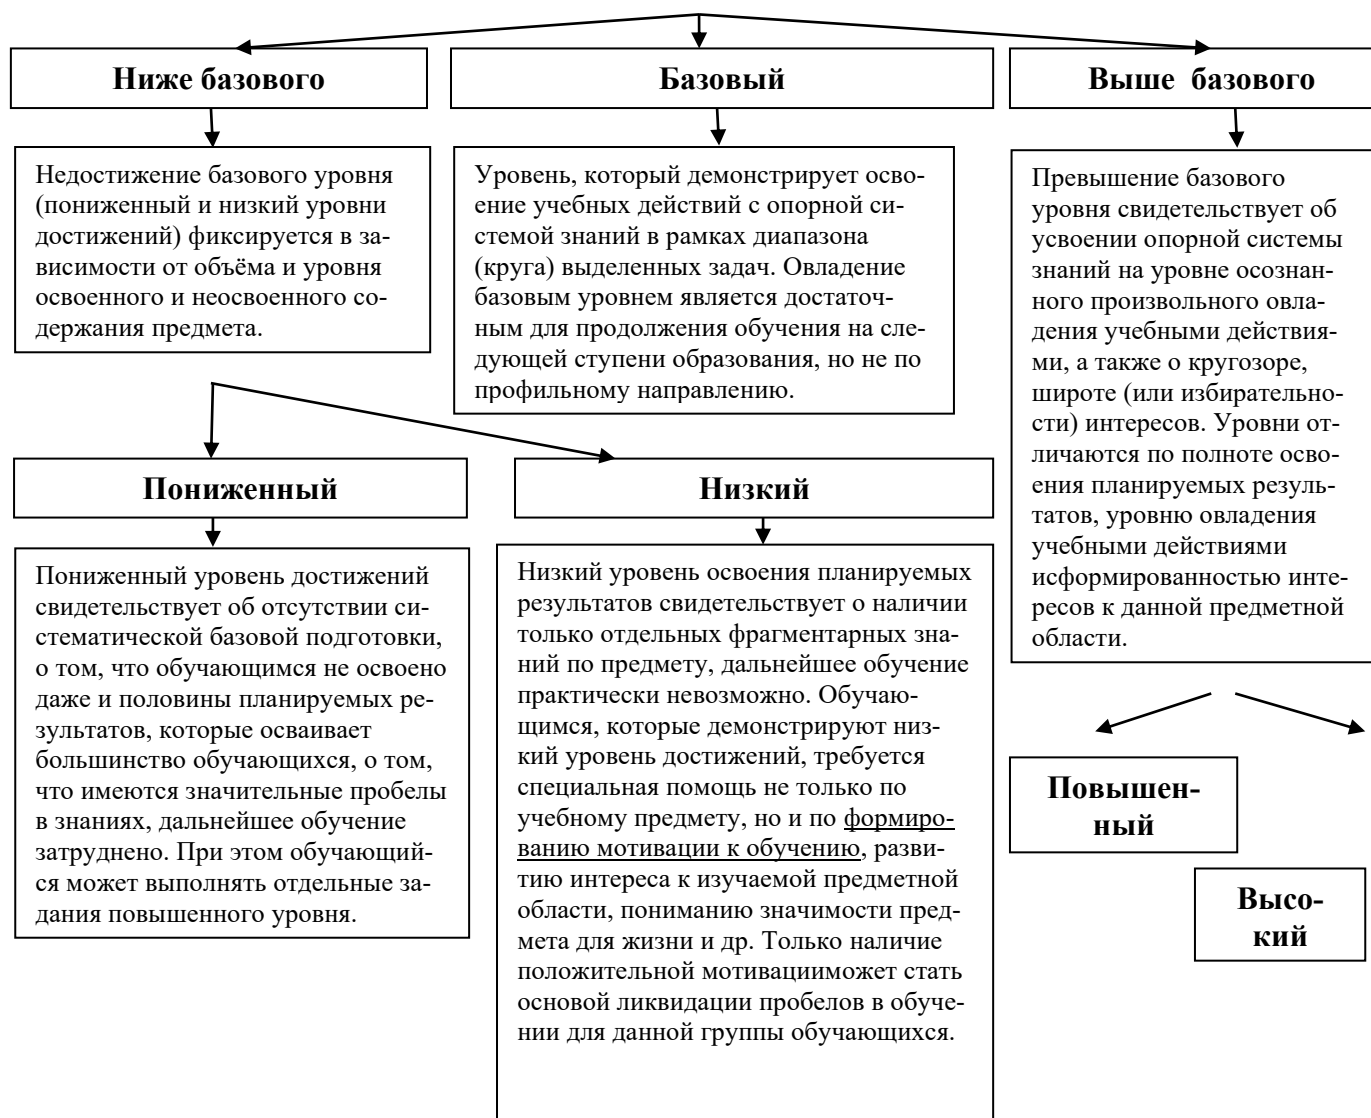 Ниже базового
Базовый
Выше базового
Недостижение базового уровня
(пониженный и низкий уровни
достижений) фиксируется в за-
висимости от объёма и уровня
освоенного и неосвоенного со-
держания предмета.
Уровень, который демонстрирует осво-
ение учебных действий с опорной си-
стемой знаний в рамках диапазона
(круга) выделенных задач. Овладение
базовым уровнем является достаточ-
ным для продолжения обучения на сле-
дующей ступени образования, но не по
профильному направлению.
Превышение базового
уровня свидетельствует об
усвоении опорной системы
знаний на уровне осознан-
ного произвольного овла-
дения учебными действия-
ми, а также о кругозоре,
широте (или избирательно-
сти) интересов. Уровни от-
личаются по полноте осво-
ения планируемых резуль-
татов, уровню овладения
учебными действиями
исформированностью инте-
ресов к данной предметной
области.
Пониженный
Низкий
Пониженный уровень достижений
свидетельствует об отсутствии си-
стематической базовой подготовки,
о том, что обучающимся не освоено
даже и половины планируемых ре-
зультатов, которые осваивает
большинство обучающихся, о том,
что имеются значительные пробелы
в знаниях, дальнейшее обучение
затруднено. При этом обучающий-
ся может выполнять отдельные за-
дания повышенного уровня.
Низкий уровень освоения планируемых
результатов свидетельствует о наличии
только отдельных фрагментарных зна-
ний по предмету, дальнейшее обучение
практически невозможно. Обучаю-
щимся, которые демонстрируют низ-
кий уровень достижений, требуется
специальная помощь не только по
учебному предмету, но и по формиро-
ванию мотивации к обучению, разви-
тию интереса к изучаемой предметной
области, пониманию значимости пред-
мета для жизни и др. Только наличие
положительной мотивацииможет стать
основой ликвидации пробелов в обуче-
нии для данной группы обучающихся.
Повышен-
ный
Высо-
кий